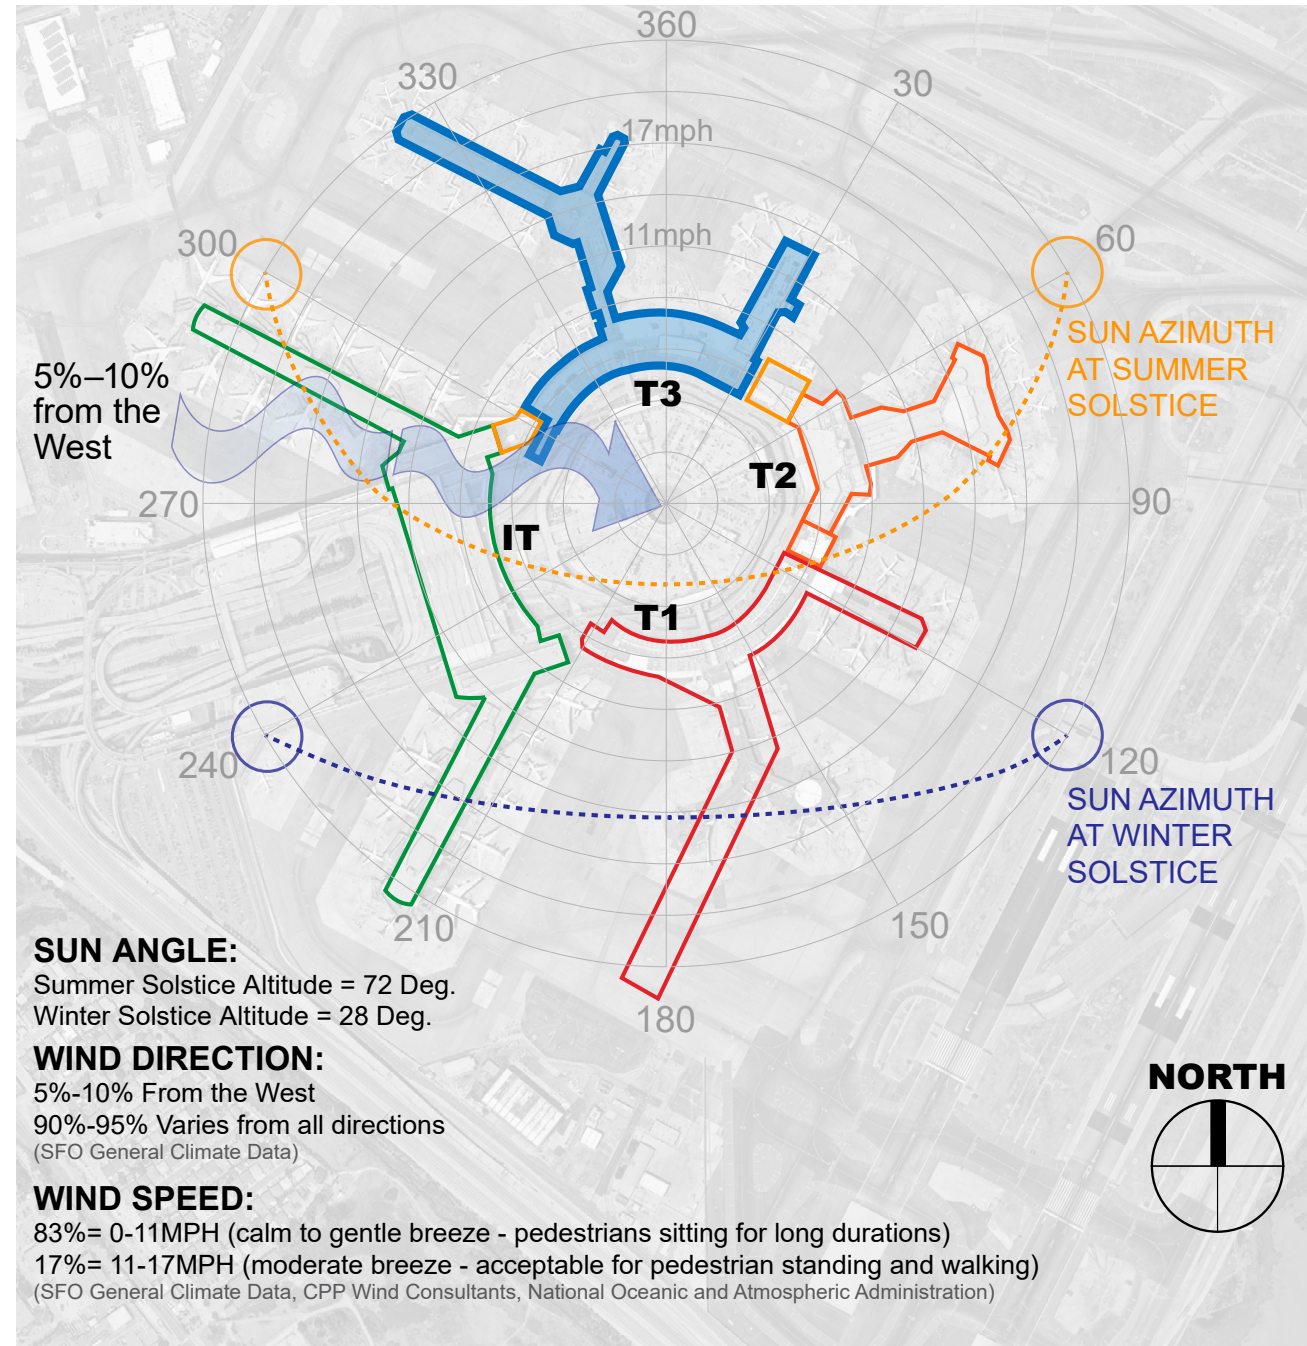 360
330
30
17mph
11mph
300
60
SUN AZIMUTH
AT SUMMER
SOLSTICE
5%–10%
from the
West
T3
T2
270
90
IT
T1
240
120
SUN AZIMUTH
AT WINTER
SOLSTICE
210
150
180
SUN ANGLE:
Summer Solstice Altitude = 72 Deg.
Winter Solstice Altitude = 28 Deg.
WIND DIRECTION:
5%-10% From the West
90%-95% Varies from all directions
(SFO General Climate Data)
NORTH
WIND SPEED:
83%= 0-11MPH (calm to gentle breeze - pedestrians sitting for long durations)
17%= 11-17MPH (moderate breeze - acceptable for pedestrian standing and walking)
(SFO General Climate Data, CPP Wind Consultants, National Oceanic and Atmospheric Administration)